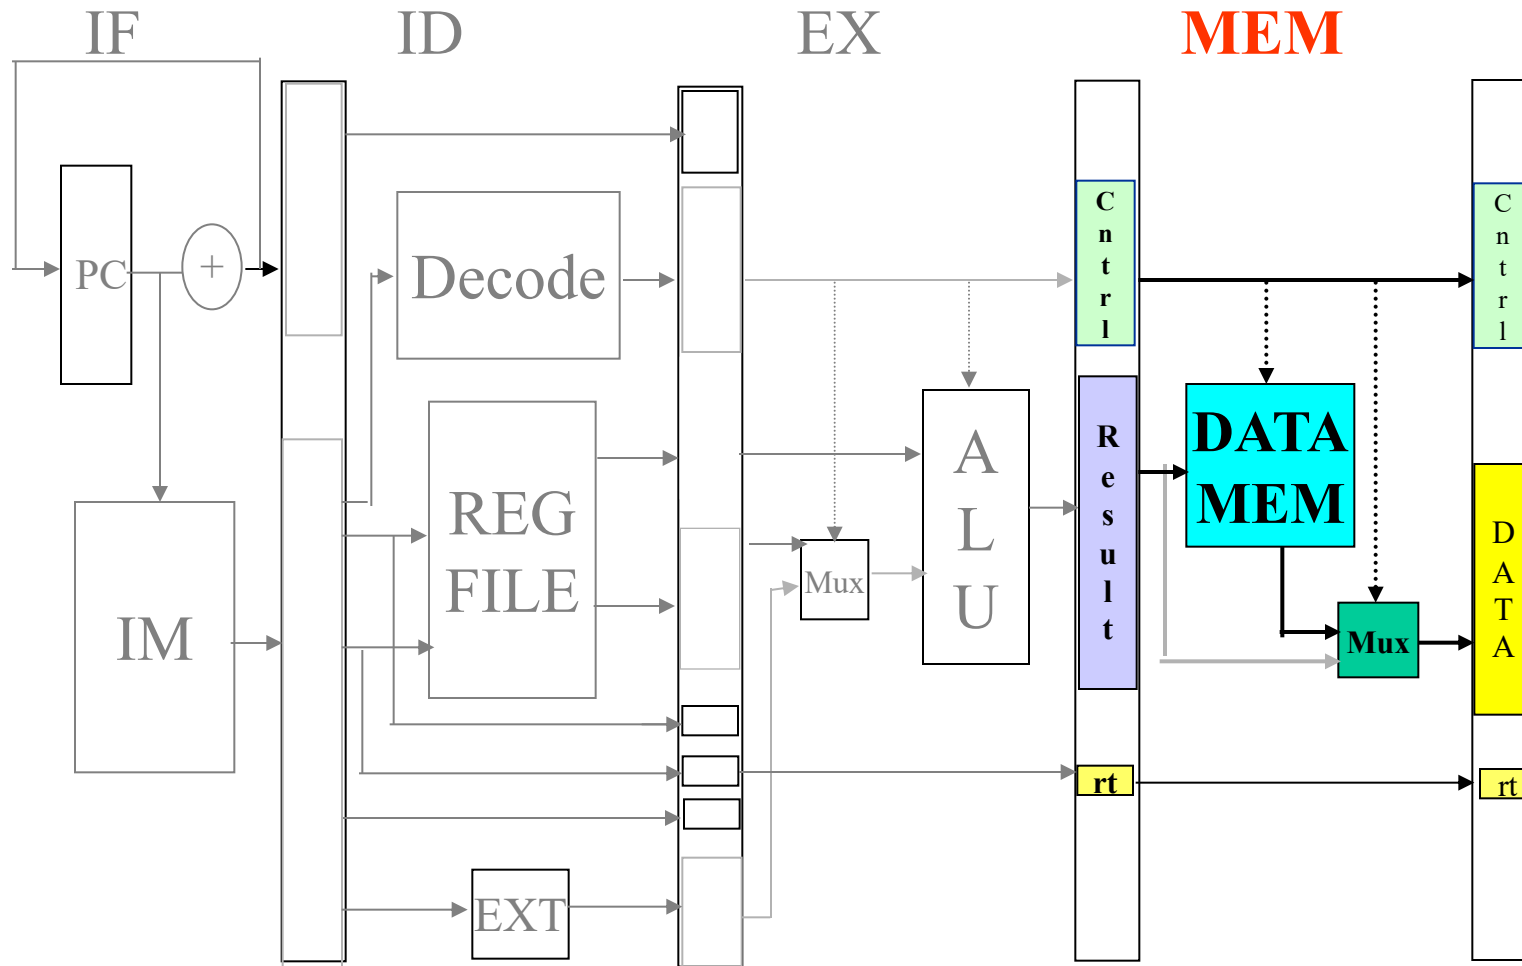 IF
ID
EX
MEM
PC
+
Decode
REG
FILE
IM
EXT
Mux
A
L
U
C
n
t
r
l
R
e
s
u
l
t
rt
DATA
MEM
Mux
C
n
t
r
l
D
A
T
A
rt